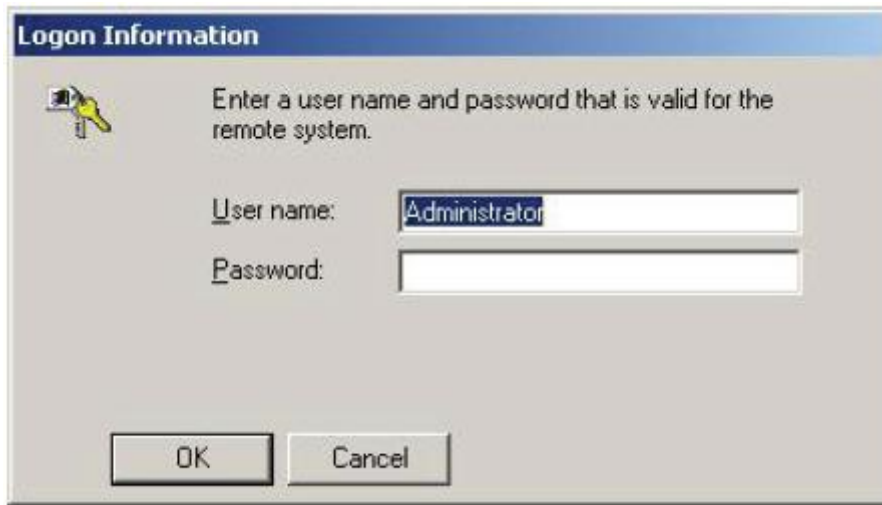 Logon Information
Enter a user name and password that is valid for the
remote system.
User name: Administrator
Password:
OK Cancel